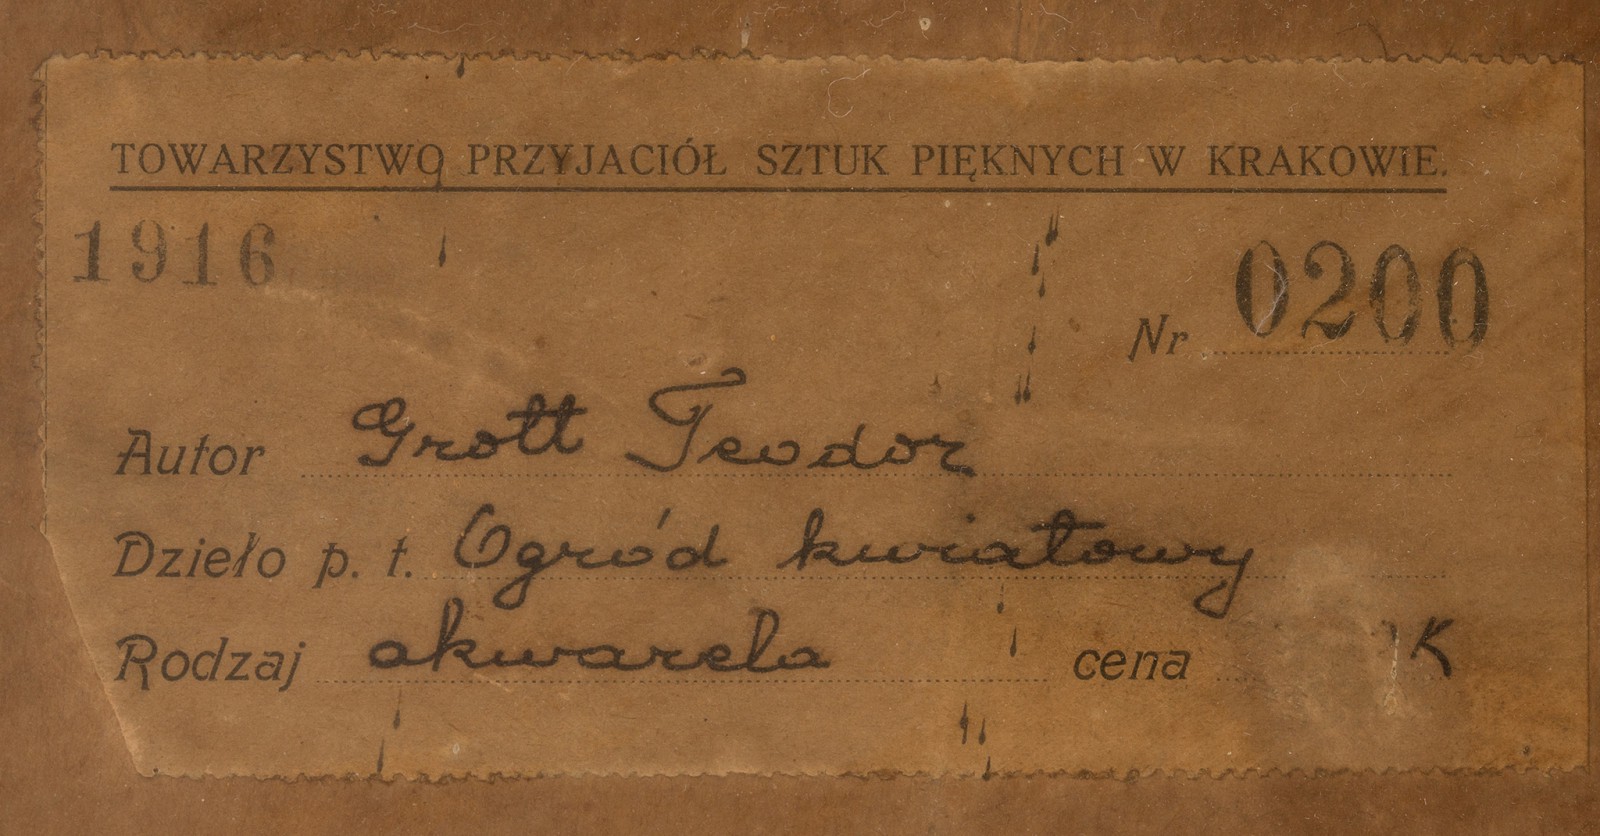 TOWARZYSTWO PRZYJACIÓŁ SZTUK PIĘKNYCH W KRAKOWIE.
1916
Nr 0200
Autor Grott Teodor
Dzieło p. t. Ogród kwiatowy
Rodzaj akwarela cena K